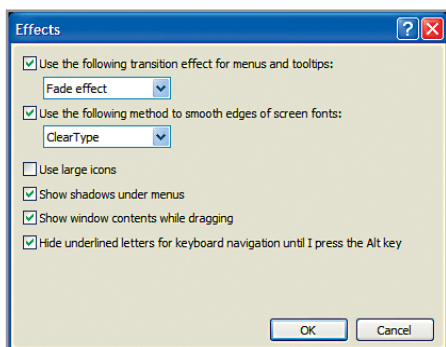 Effects
Use the following transition effect for menus and tooltips:
Fade effect
Use the following method to smooth edges of screen fonts:
ClearType
Use large icons
Show shadows under menus
Show window contents while dragging
Hide underlined letters for keyboard navigation until I press the Alt key
OK Cancel